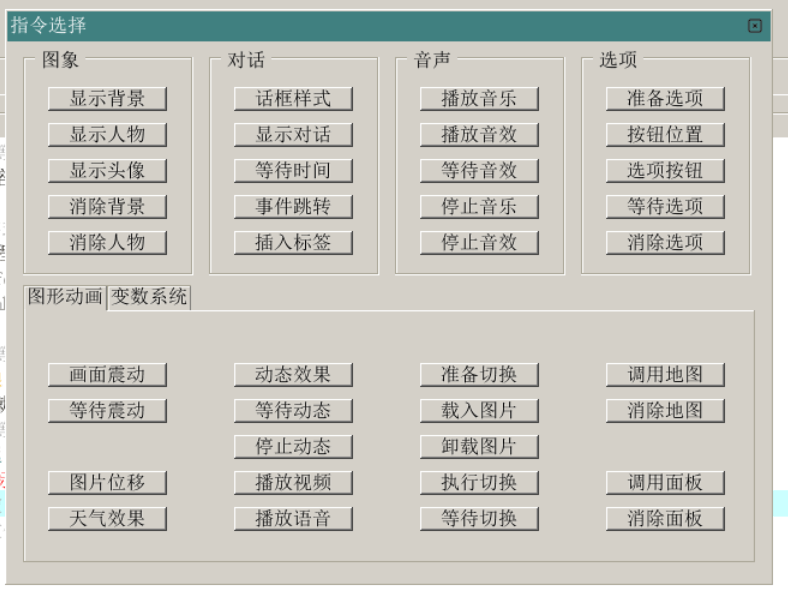 指令选择
图象 对话 音声 选项
显示背景 话框样式 播放音乐 准备选项
显示人物 显示对话 播放音效 按钮位置
显示头像 等待时间 等待音效 选项按钮
消除背景 事件跳转 停止音乐 等待选项
消除人物 插入标签 停止音效 消除选项
图形动画 变数系统
画面震动 动态效果 准备切换 调用地图
等待震动 等待动态 载入图片 消除地图
停止动态 卸载图片
图片位移 播放视频 执行切换 调用面板
天气效果 播放语音 等待切换 消除面板